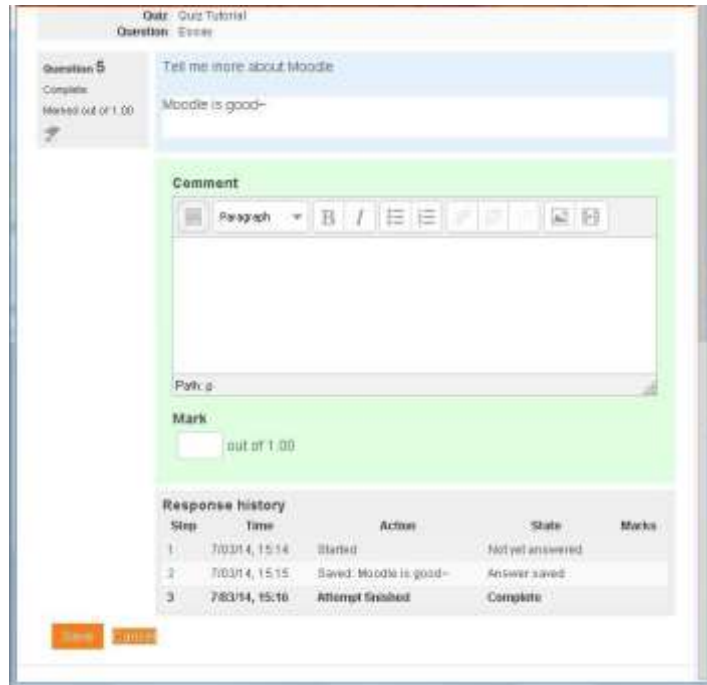 Quiz Quiz Tutorial
Question Essay
Question 5
Complete
Marked out of 1.00
Tell me more about Moodle
Moodle is good~
Comment
Paragraph B I
Path: p
Mark
out of 1.00
Response history
Step Time Action State Marks
1 7/03/14, 15:14 Started Not yet answered
2 7/03/14, 15:15 Saved: Moodle is good~ Answer saved
3 7/03/14, 15:16 Attempt finished Complete
Save Cancel